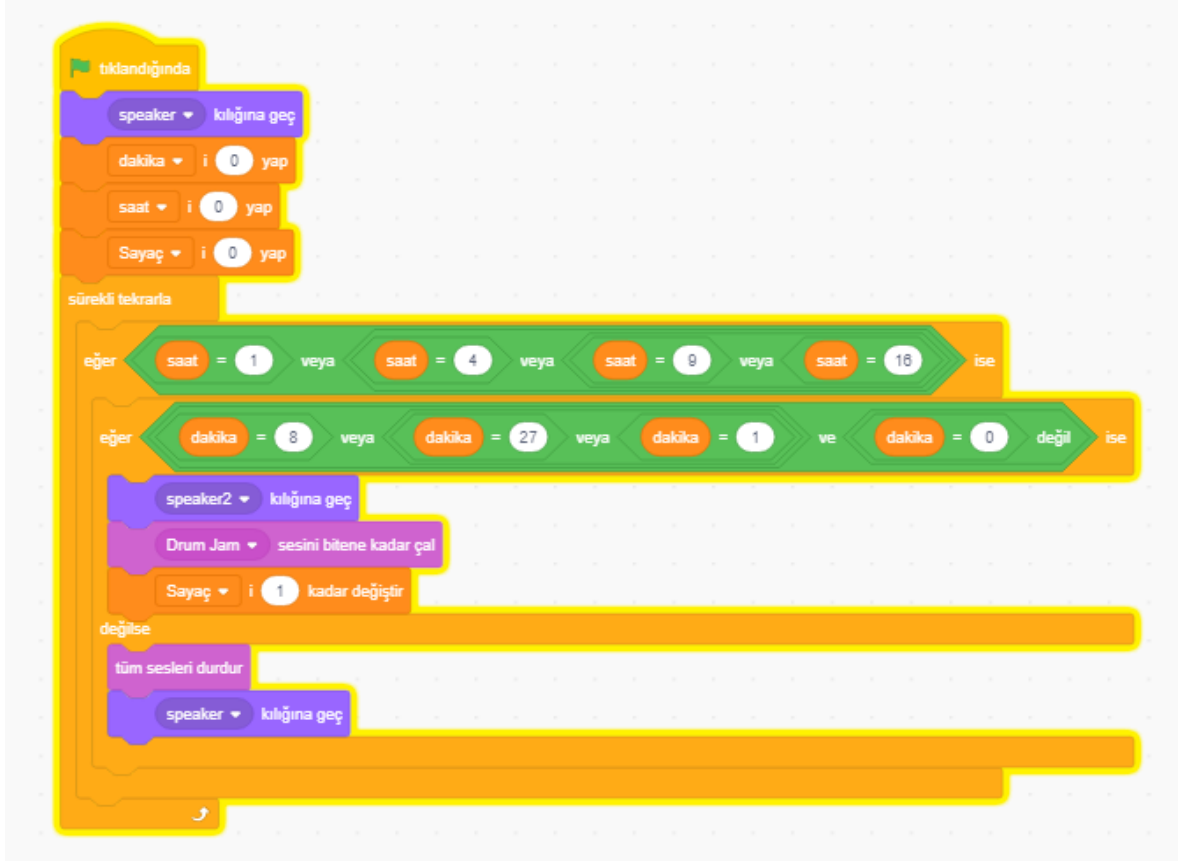 tıklandığında
speaker kılığına geç
dakika i 0 yap
saat i 0 yap
Sayaç i 0 yap
sürekli tekrarla
eğer saat = 1 veya saat = 4 veya saat = 9 veya saat = 16 ise
eğer dakika = 8 veya dakika = 27 veya dakika = 1 ve dakika = 0 değil ise
speaker2 kılığına geç
Drum Jam sesini bitene kadar çal
Sayaç i 1 kadar değiştir
değilse
tüm sesleri durdur
speaker kılığına geç